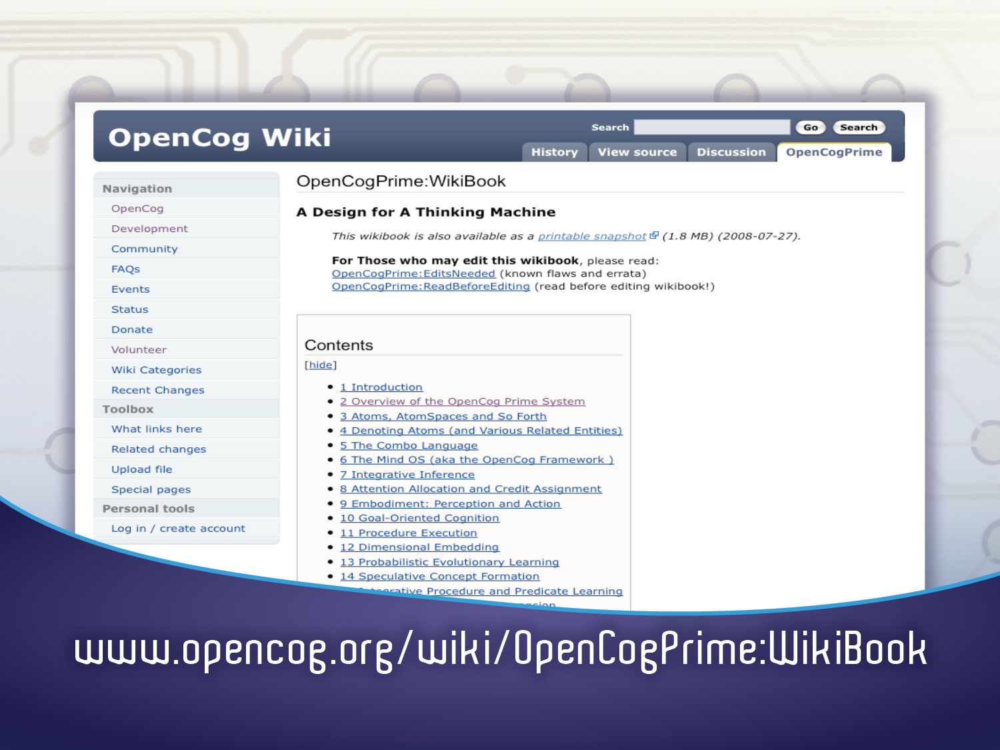 OpenCog Wiki
Search
Go
Search
History
View source
Discussion
OpenCogPrime
Navigation
OpenCog
Development
Community
FAQs
Events
Status
Donate
Volunteer
Wiki Categories
Recent Changes
Toolbox
What links here
Related changes
Upload file
Special pages
Personal tools
Log in / create account
OpenCogPrime:WikiBook
A Design for A Thinking Machine
This wikibook is also available as a printable snapshot (1.8 MB) (2008-07-27).
For Those who may edit this wikibook, please read:
OpenCogPrime:EditsNeeded (known flaws and errata)
OpenCogPrime:ReadBeforeEditing (read before editing wikibook!)
Contents
[hide]
• 1 Introduction
• 2 Overview of the OpenCog Prime System
• 3 Atoms, AtomSpaces and So Forth
• 4 Denoting Atoms (and Various Related Entities)
• 5 The Combo Language
• 6 The Mind OS (aka the OpenCog Framework )
• 7 Integrative Inference
• 8 Attention Allocation and Credit Assignment
• 9 Embodiment: Perception and Action
• 10 Goal-Oriented Cognition
• 11 Procedure Execution
• 12 Dimensional Embedding
• 13 Probabilistic Evolutionary Learning
• 14 Speculative Concept Formation
Integrative Procedure and Predicate Learning
www.opencog.org/wiki/OpenCogPrime:WikiBook